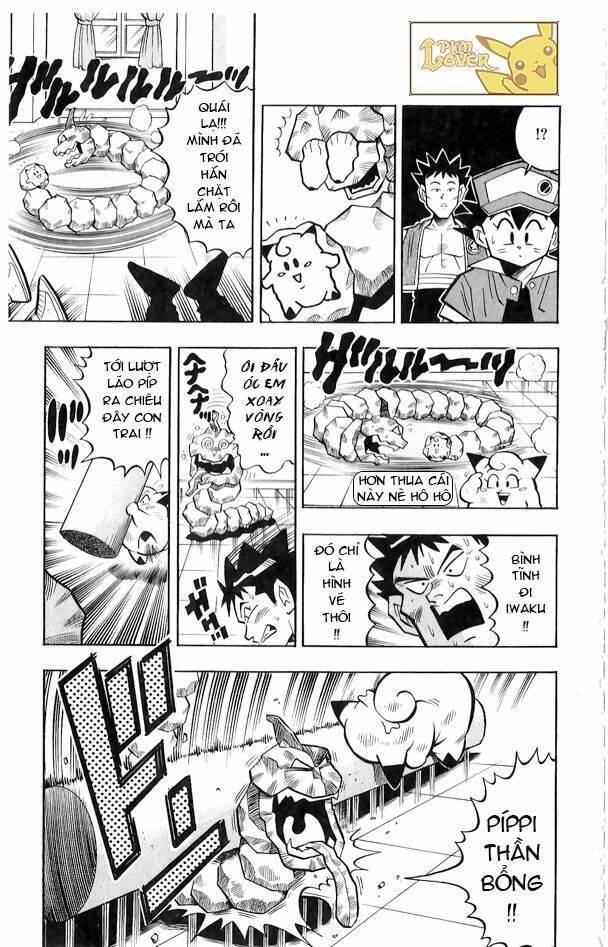 PKM
LOVER
!?
QUÁI
LẠ!!!
MÌNH ĐÃ
TRÓI
HẮN
CHẶT
LẮM RỒI
MÀ TA
HƠN THUA CÁI
NÀY NÈ HÔ HÔ
ÔI ĐẦU
ÓC EM
XOAY
VÒNG
RỒI
...
TỚI LƯỢT
LÃO PÍP
RA CHIÊU
ĐÂY CON
TRAI !!
BÌNH
TĨNH
ĐI
IWAKU
ĐÓ CHỈ
LÀ
HÌNH
VẼ
THÔI
!!
PÍPPI
THẦN
BỔNG
!!